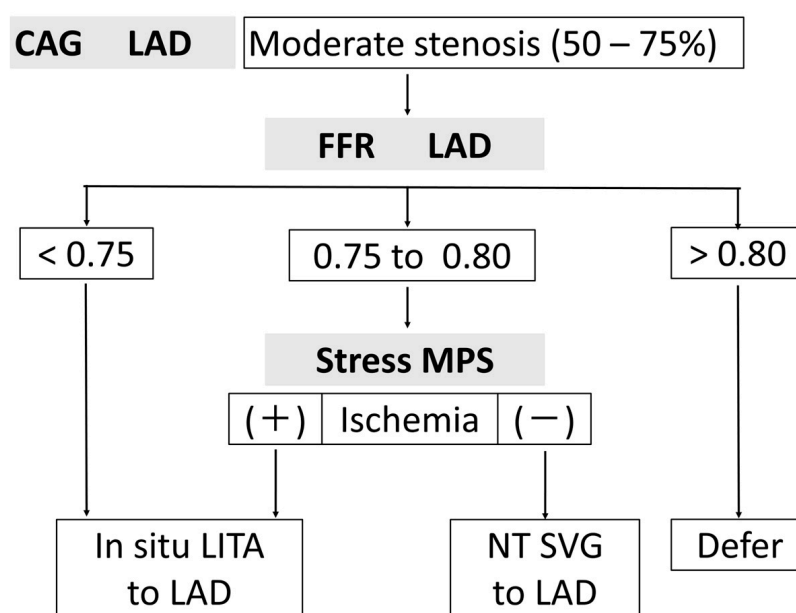 CAG LAD Moderate stenosis (50 – 75%)
FFR LAD
< 0.75 0.75 to 0.80 > 0.80
Stress MPS
(+) Ischemia (−)
In situ LITA
to LAD
NT SVG
to LAD
Defer